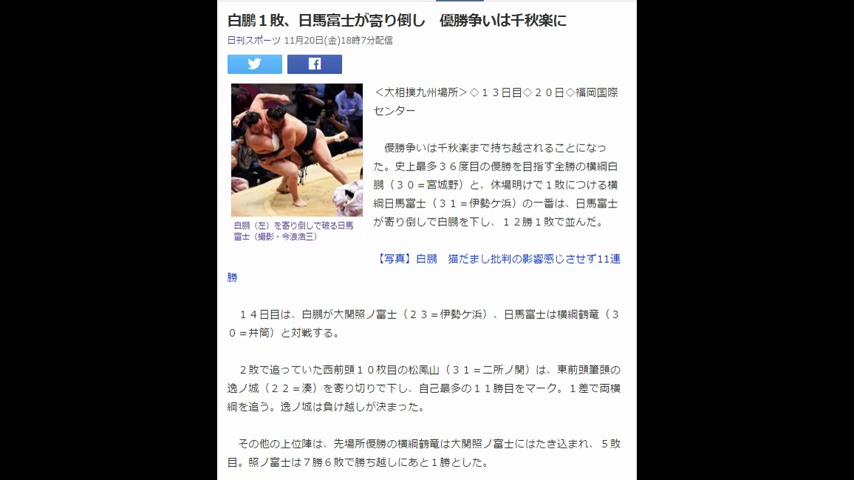 白鵬１敗、日馬富士が寄り倒し　優勝争いは千秋楽に
日刊スポーツ 11月20日(金)18時7分配信
＜大相撲九州場所＞◇１３日目◇２０日◇福岡国際
センター
優勝争いは千秋楽まで持ち越されることになっ
た。史上最多３６度目の優勝を目指す全勝の横綱白
鵬（３０＝宮城野）と、休場明けで１敗につける横
綱日馬富士（３１＝伊勢ケ浜）の一番は、日馬富士
が寄り倒しで白鵬を下し、１２勝１敗で並んだ。
白鵬（左）を寄り倒しで破る日馬
富士（撮影・今浪浩三）
【写真】白鵬　猫だまし批判の影響感じさせず11連
勝
１４日目は、白鵬が大関照ノ富士（２３＝伊勢ケ浜）、日馬富士は横綱鶴竜（３
０＝井筒）と対戦する。
２敗で追っていた西前頭１０枚目の松鳳山（３１＝二所ノ関）は、東前頭筆頭の
逸ノ城（２２＝湊）を寄り切りで下し、自己最多の１１勝目をマーク。１差で両横
綱を追う。逸ノ城は負け越しが決まった。
その他の上位陣は、先場所優勝の横綱鶴竜は大関照ノ富士にはたき込まれ、５敗
目。照ノ富士は７勝６敗で勝ち越しにあと１勝とした。